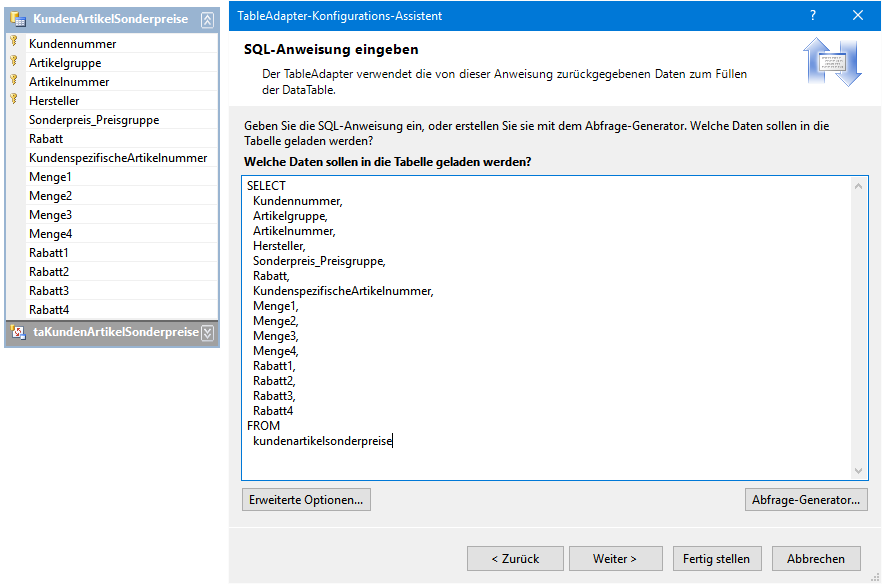 KundenArtikelSonderpreise
Kundennummer
Artikelgruppe
Artikelnummer
Hersteller
Sonderpreis_Preisgruppe
Rabatt
KundenspezifischeArtikelnummer
Menge1
Menge2
Menge3
Menge4
Rabatt1
Rabatt2
Rabatt3
Rabatt4
taKundenArtikelSonderpreise
TableAdapter-Konfigurations-Assistent
?
SQL-Anweisung eingeben
Der TableAdapter verwendet die von dieser Anweisung zurückgegebenen Daten zum Füllen
der DataTable.
Geben Sie die SQL-Anweisung ein, oder erstellen Sie sie mit dem Abfrage-Generator. Welche Daten sollen in die
Tabelle geladen werden?
Welche Daten sollen in die Tabelle geladen werden?
SELECT
Kundennummer,
Artikelgruppe,
Artikelnummer,
Hersteller,
Sonderpreis_Preisgruppe,
Rabatt,
KundenspezifischeArtikelnummer,
Menge1,
Menge2,
Menge3,
Menge4,
Rabatt1,
Rabatt2,
Rabatt3,
Rabatt4
FROM
kundenartikelsonderpreise
Erweiterte Optionen... Abfrage-Generator...
< Zurück Weiter > Fertig stellen Abbrechen